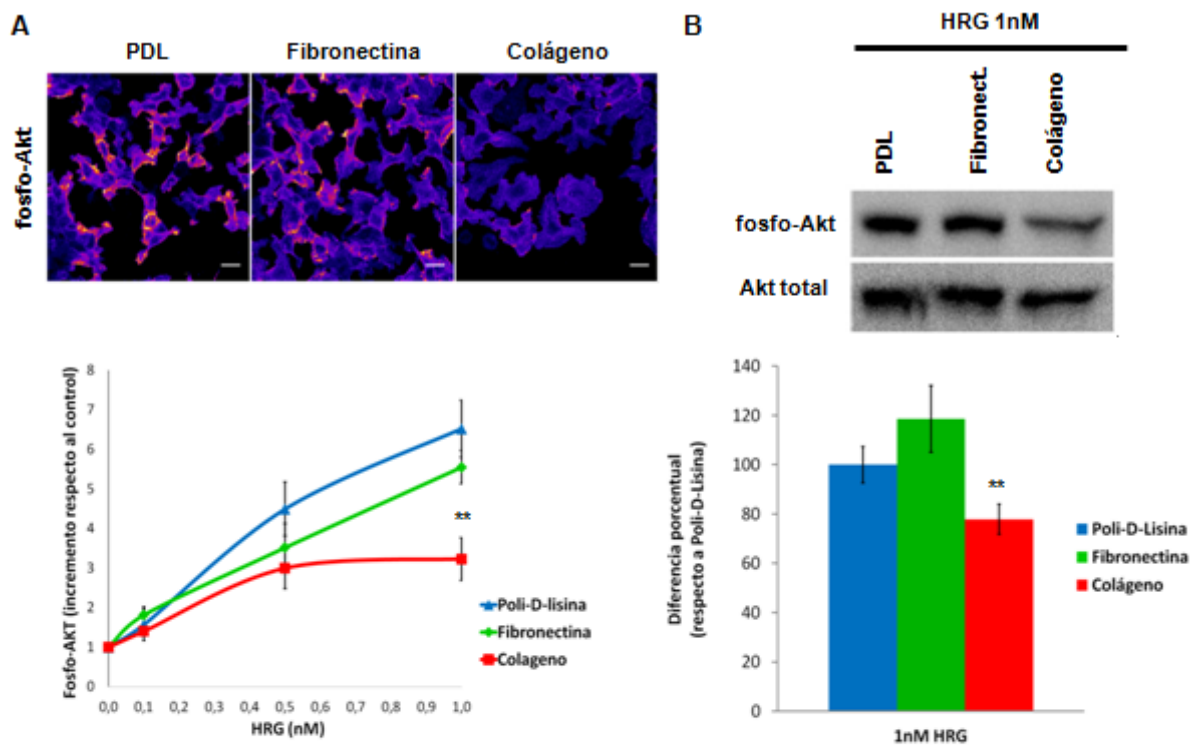 A
PDL Fibronectina Colágeno
fosfo-Akt
Fosfo-AKT (incremento respecto al control)
8
7
6
5
4
3
2
1
0
**
Poli-D-lisina
Fibronectina
Colageno
0,0 0,1 0,2 0,3 0,4 0,5 0,6 0,7 0,8 0,9 1,0
HRG (nM)
B
HRG 1nM
PDL Fibronect. Colágeno
fosfo-Akt
Akt total
Diferencia porcentual
(respecto a Poli-D-Lisina)
140
120
100
80
60
40
20
0
**
Poli-D-Lisina
Fibronectina
Colágeno
1nM HRG